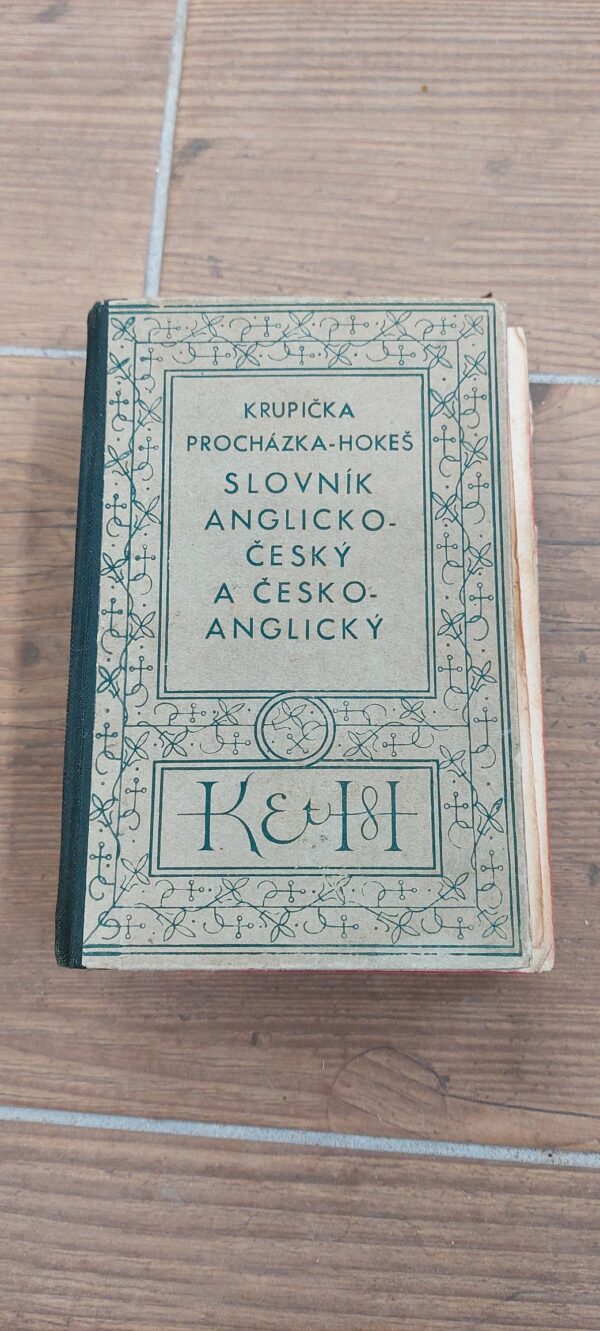 KRUPIČKA
PROCHÁZKA-HOKEŠ
SLOVNÍK
ANGLICKO-
ČESKÝ
A ČESKO-
ANGLICKÝ
K & H